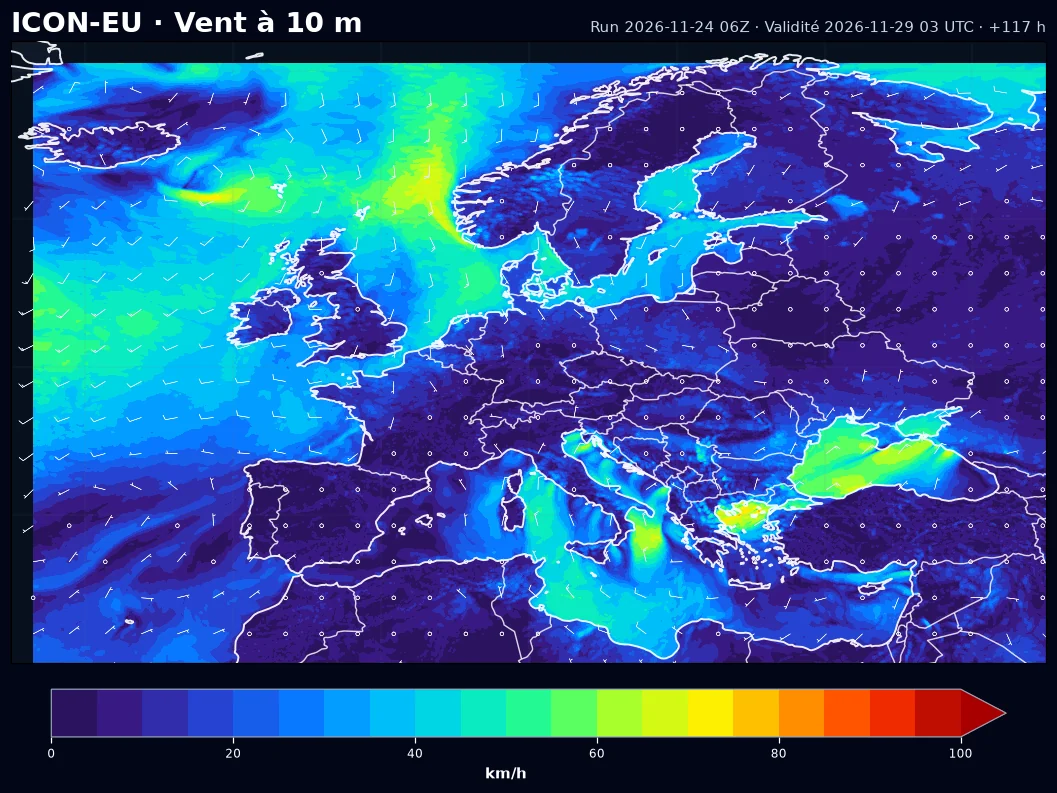 ICON-EU · Vent à 10 m
Run 2026-11-24 06Z · Validité 2026-11-29 03 UTC · +117 h
0 20 40 60 80 100
km/h